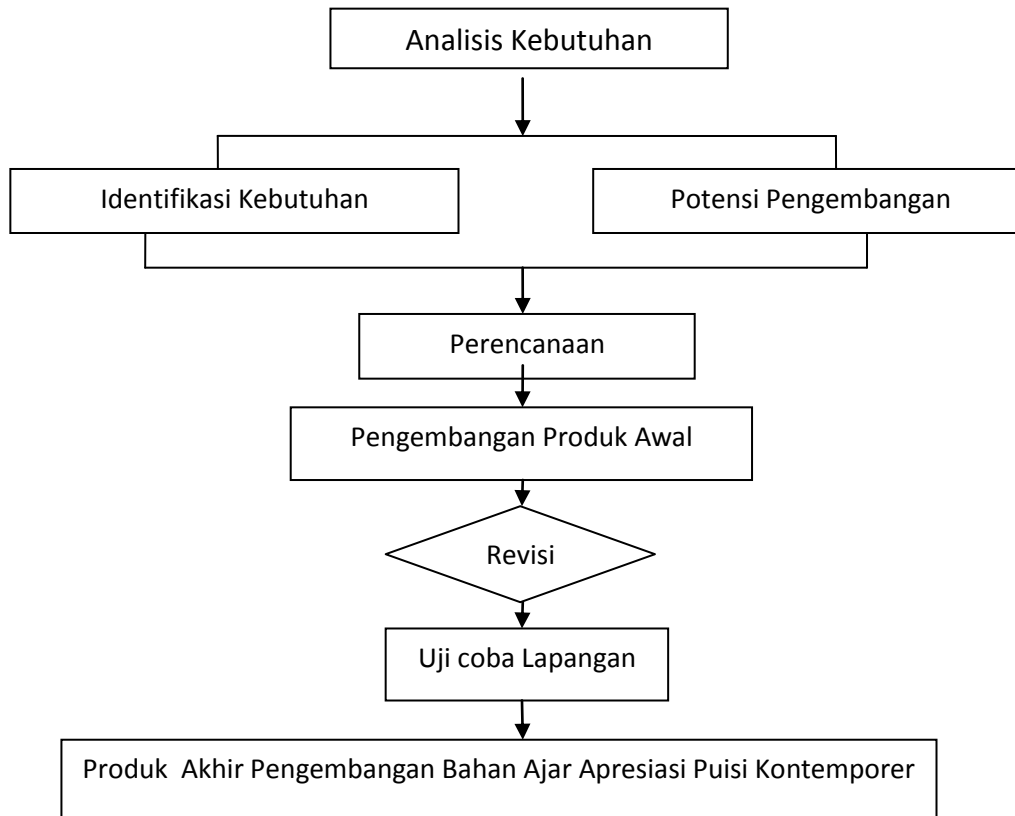 Analisis Kebutuhan
Identifikasi Kebutuhan
Potensi Pengembangan
Perencanaan
Pengembangan Produk Awal
Revisi
Uji coba Lapangan
Produk Akhir Pengembangan Bahan Ajar Apresiasi Puisi Kontemporer